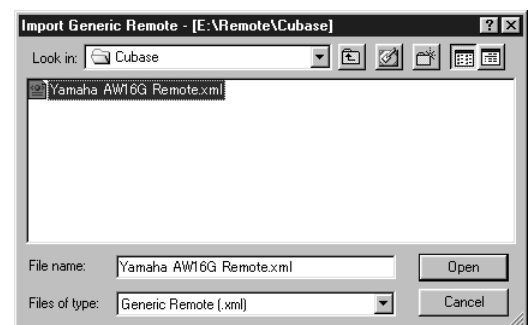 Import Generic Remote - [E:\Remote\Cubase]
Look in: Cubase
Yamaha AW16G Remote.xml
File name: Yamaha AW16G Remote.xml Open
Files of type: Generic Remote (.xml) Cancel